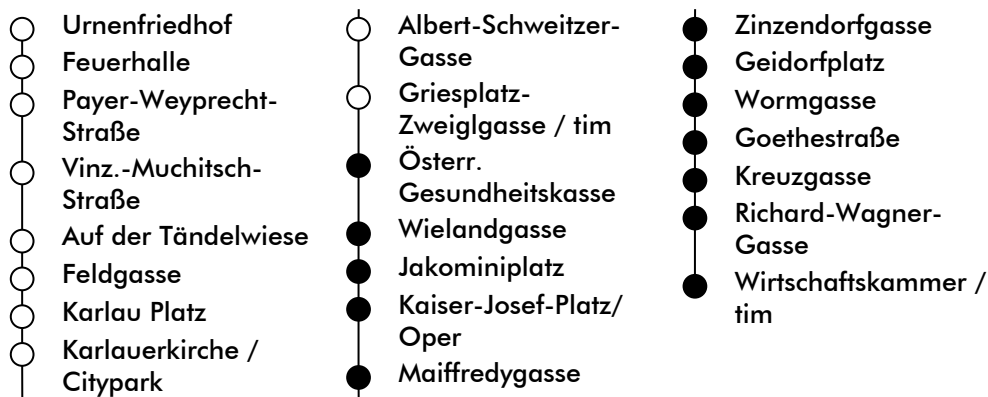 Urnenfriedhof
Feuerhalle
Payer-Weyprecht-
Straße
Vinz.-Muchitsch-
Straße
Auf der Tändelwiese
Feldgasse
Karlau Platz
Karlauerkirche /
Citypark
Albert-Schweitzer-
Gasse
Griesplatz-
Zweiglgasse / tim
Österr.
Gesundheitskasse
Wielandgasse
Jakominiplatz
Kaiser-Josef-Platz/
Oper
Maiffredygasse
Zinzendorfgasse
Geidorfplatz
Wormgasse
Goethestraße
Kreuzgasse
Richard-Wagner-
Gasse
Wirtschaftskammer /
tim